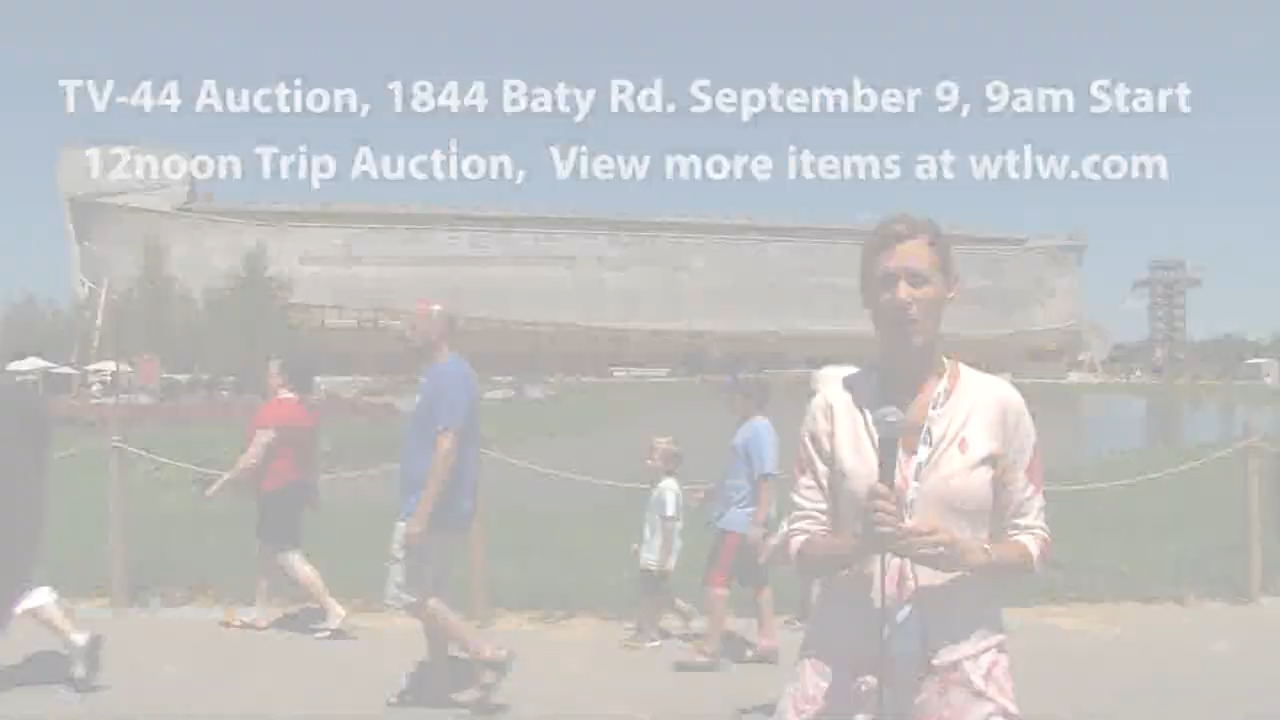 TV-44 Auction, 1844 Baty Rd. September 9, 9am Start
12noon Trip Auction, View more items at wtlw.com